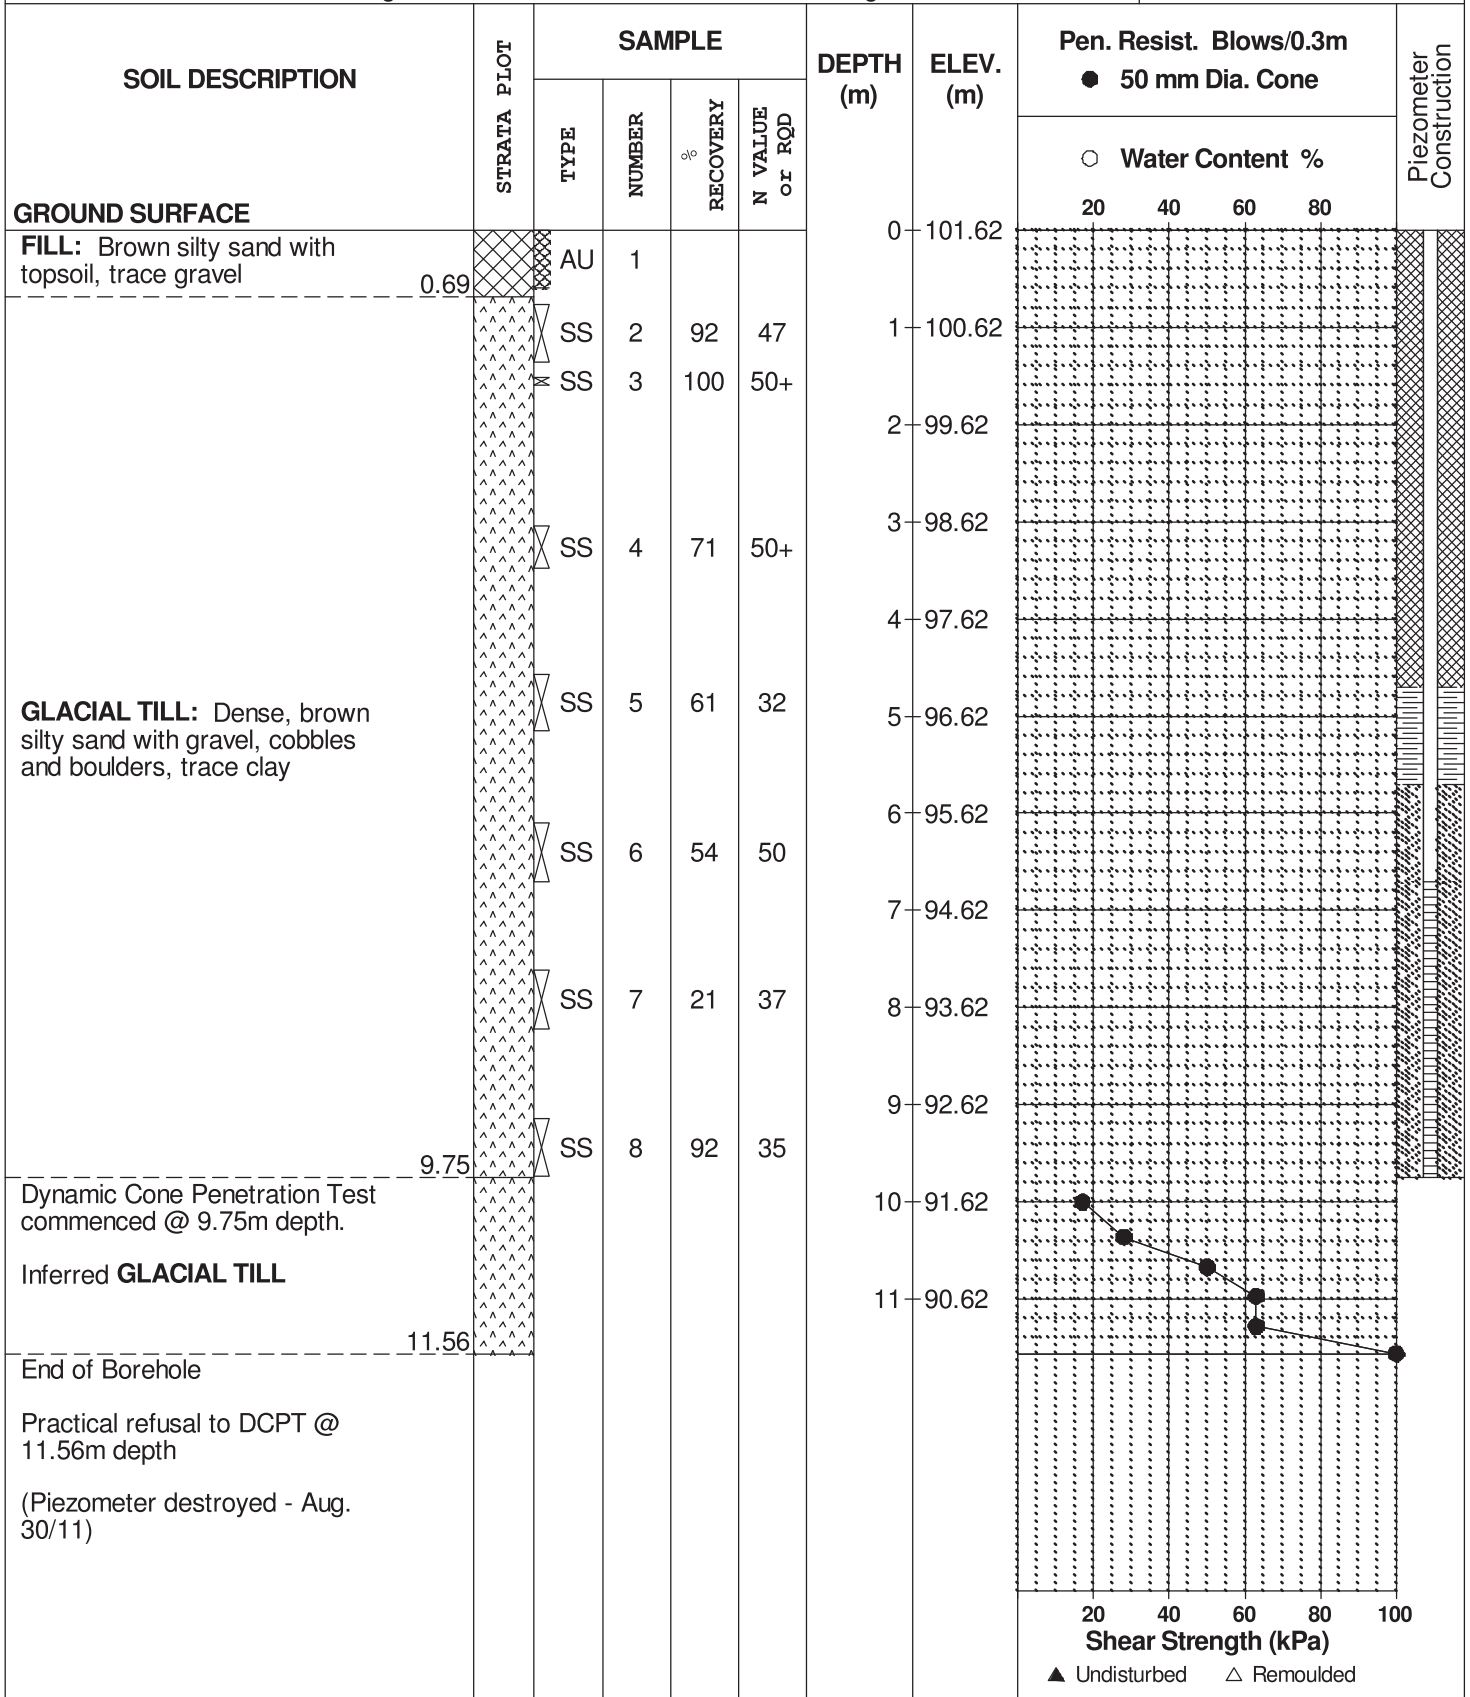 SOIL DESCRIPTION
GROUND SURFACE
STRATA PLOT
SAMPLE
TYPE
NUMBER
%
RECOVERY
N VALUE
or RQD
DEPTH
(m)
ELEV.
(m)
Pen. Resist. Blows/0.3m
50 mm Dia. Cone
Water Content %
20 40 60 80
Piezometer
Construction
FILL: Brown silty sand with
topsoil, trace gravel
0.69
AU 1
SS 2 92 47
SS 3 100 50+
SS 4 71 50+
GLACIAL TILL: Dense, brown
silty sand with gravel, cobbles
and boulders, trace clay
SS 5 61 32
SS 6 54 50
SS 7 21 37
SS 8 92 35
9.75
Dynamic Cone Penetration Test
commenced @ 9.75m depth.
Inferred GLACIAL TILL
11.56
End of Borehole
Practical refusal to DCPT @
11.56m depth
(Piezometer destroyed - Aug.
30/11)
0 101.62
1 100.62
2 99.62
3 98.62
4 97.62
5 96.62
6 95.62
7 94.62
8 93.62
9 92.62
10 91.62
11 90.62
20 40 60 80 100
Shear Strength (kPa)
Undisturbed Remoulded